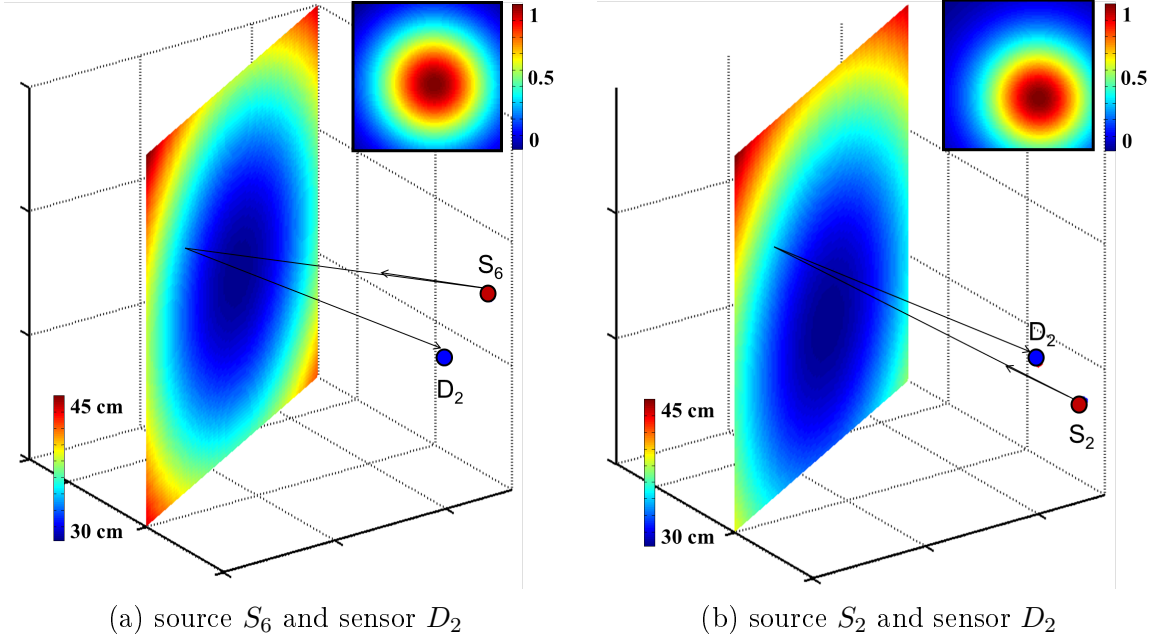 1
0.5
0
S6
D2
45 cm
30 cm
(a) source S6 and sensor D2
1
0.5
0
D2
S2
45 cm
30 cm
(b) source S2 and sensor D2